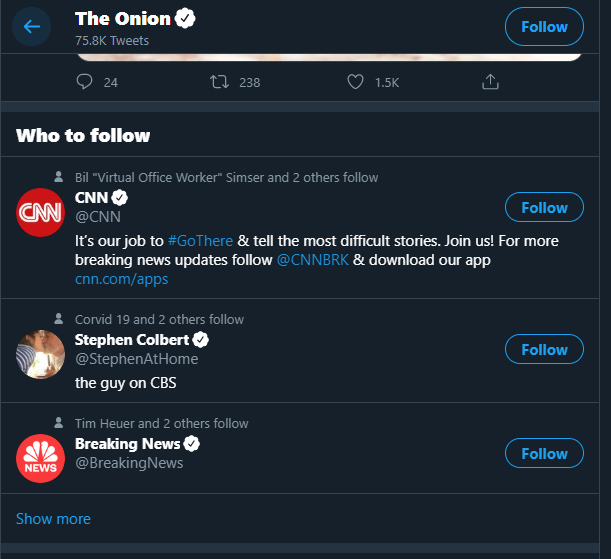 The Onion
75.8K Tweets
Follow
24
238
1.5K
Who to follow
Bil "Virtual Office Worker" Simser and 2 others follow
CNN
CNN
@CNN
Follow
It's our job to #GoThere & tell the most difficult stories. Join us! For more
breaking news updates follow @CNNBRK & download our app
cnn.com/apps
Corvid 19 and 2 others follow
Stephen Colbert
@StephenAtHome
Follow
the guy on CBS
Tim Heuer and 2 others follow
NEWS
Breaking News
@BreakingNews
Follow
Show more